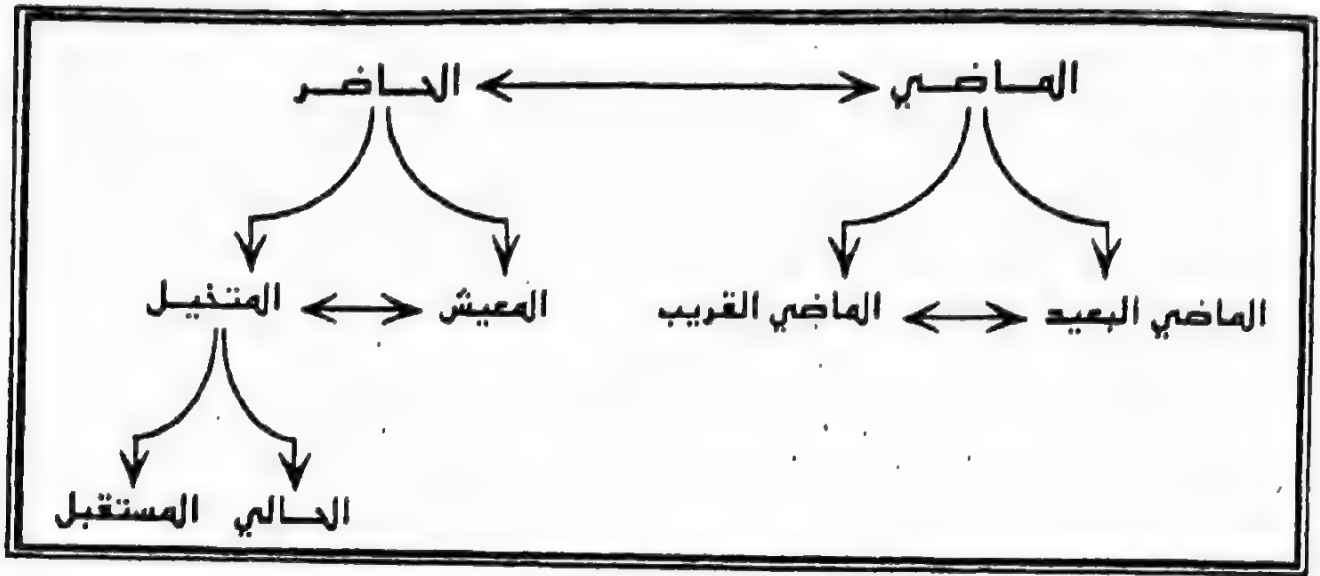 الماضي الحاضر
الماضي البعيد الماضي القريب المعيش المتخيل
الحالي المستقبل